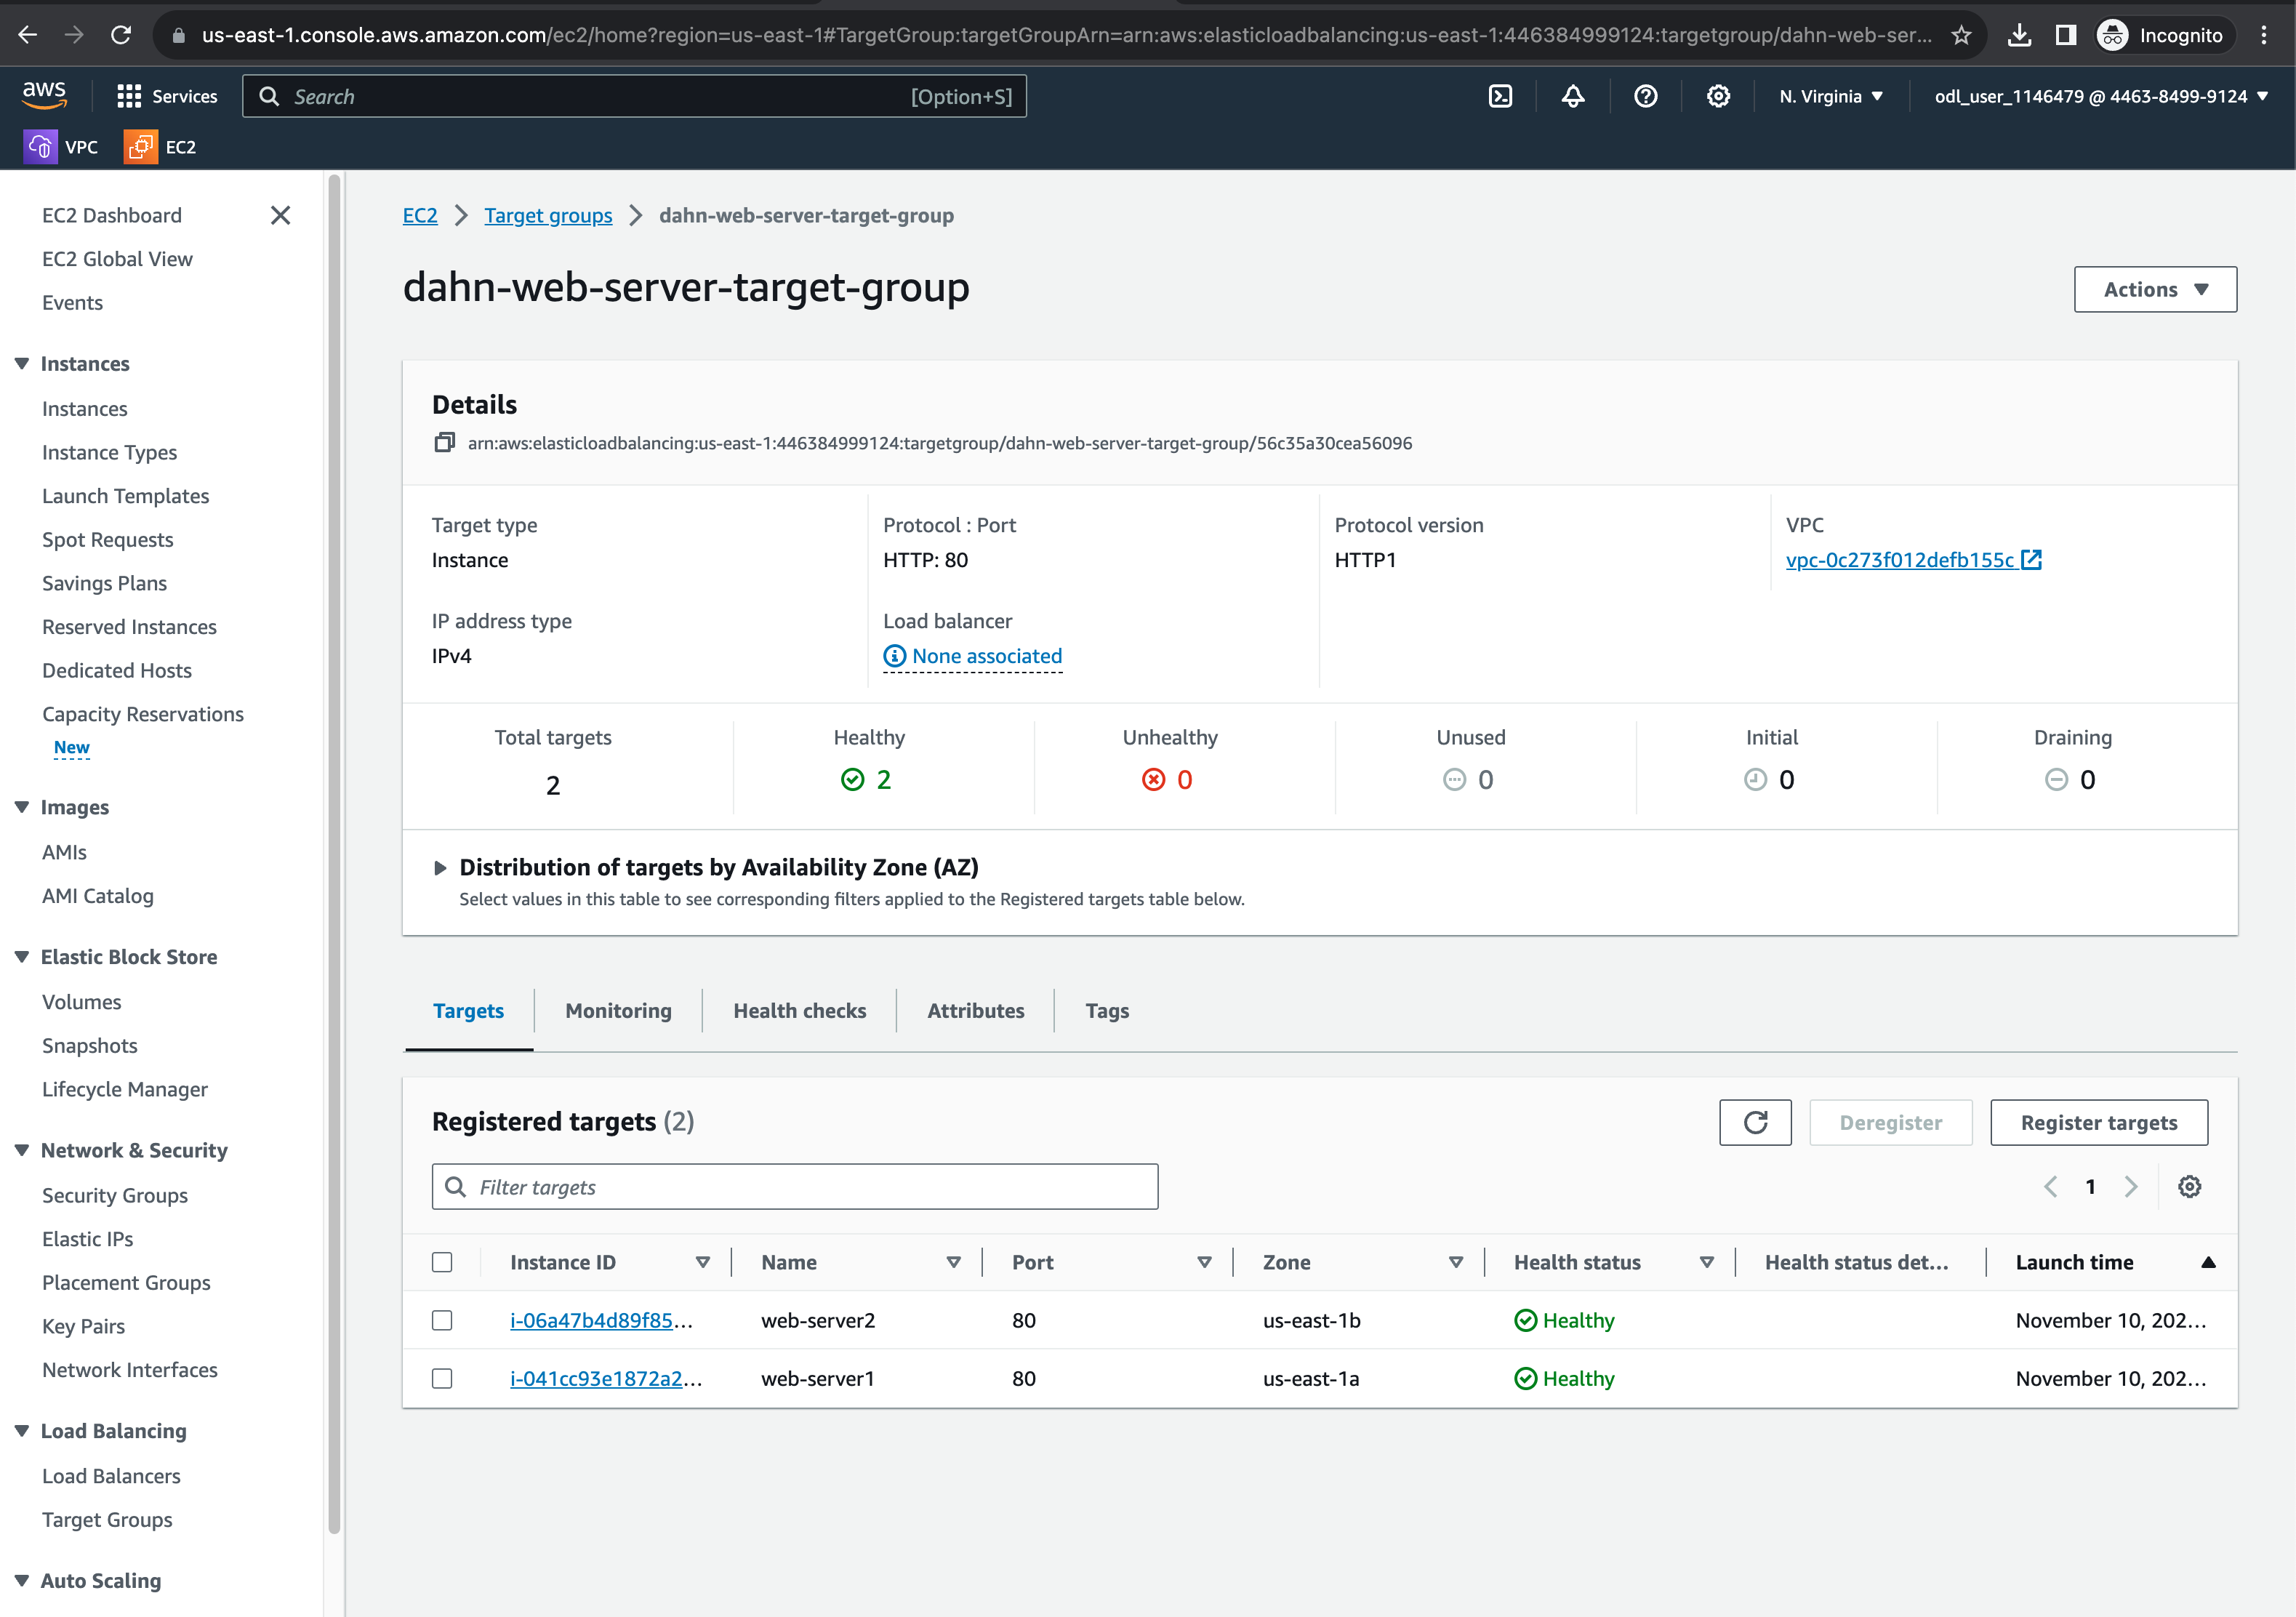 us-east-1.console.aws.amazon.com/ec2/home?region=us-east-1#TargetGroup:targetGroupArn=arn:aws:elasticloadbalancing:us-east-1:446384999124:targetgroup/dahn-web-ser...
Incognito
aws
Services
Search
[Option+S]
N. Virginia
odl_user_1146479 @ 4463-8499-9124
VPC
EC2
EC2 Dashboard
EC2 Global View
Events
Instances
Instances
Instance Types
Launch Templates
Spot Requests
Savings Plans
Reserved Instances
Dedicated Hosts
Capacity Reservations
New
Images
AMIs
AMI Catalog
Elastic Block Store
Volumes
Snapshots
Lifecycle Manager
Network & Security
Security Groups
Elastic IPs
Placement Groups
Key Pairs
Network Interfaces
Load Balancing
Load Balancers
Target Groups
Auto Scaling
EC2 > Target groups > dahn-web-server-target-group
dahn-web-server-target-group
Actions
Details
arn:aws:elasticloadbalancing:us-east-1:446384999124:targetgroup/dahn-web-server-target-group/56c35a30cea56096
Target type
Instance
Protocol : Port
HTTP: 80
Protocol version
HTTP1
VPC
vpc-0c273f012defb155c
IP address type
IPv4
Load balancer
None associated
Total targets
2
Healthy
2
Unhealthy
0
Unused
0
Initial
0
Draining
0
Distribution of targets by Availability Zone (AZ)
Select values in this table to see corresponding filters applied to the Registered targets table below.
Targets
Monitoring
Health checks
Attributes
Tags
Registered targets (2)
Deregister
Register targets
Filter targets
1
Instance ID Name Port Zone Health status Health status det... Launch time
i-06a47b4d89f85... web-server2 80 us-east-1b Healthy November 10, 202...
i-041cc93e1872a2... web-server1 80 us-east-1a Healthy November 10, 202...